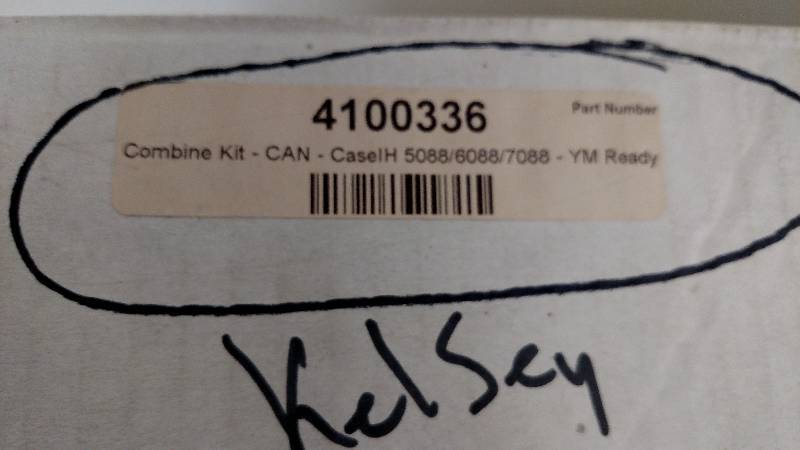 4100336
Part Number
Combine Kit - CAN - CaseIH 5088/6088/7088 - YM Ready
Kelsey